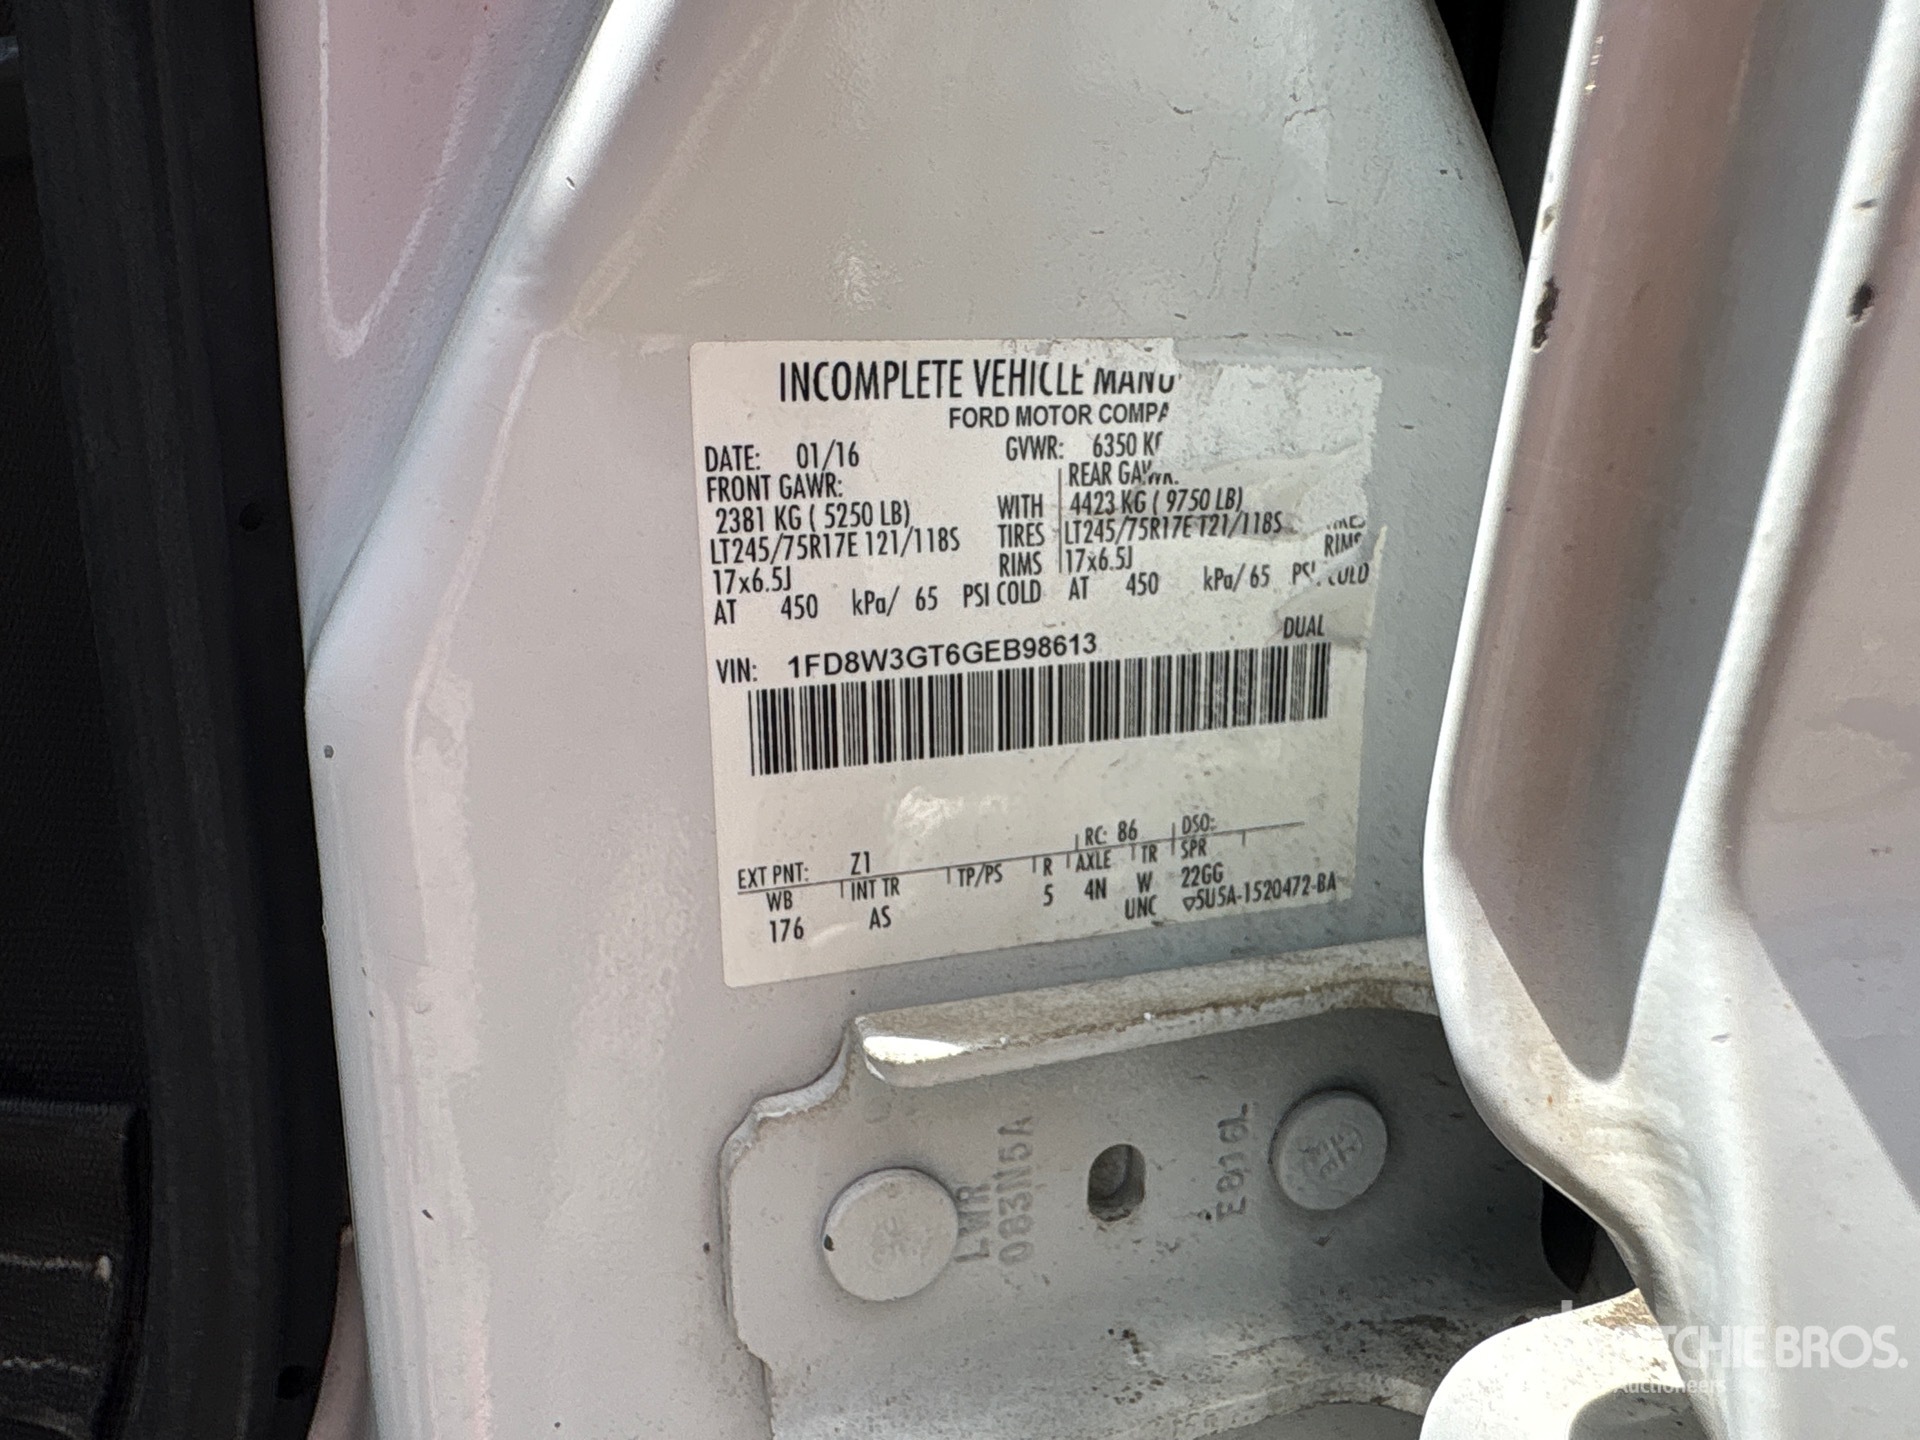 INCOMPLETE VEHICLE MANU
FORD MOTOR COMPA
DATE: 01/16 GVWR: 6350 K
FRONT GAWR: REAR GAWR:
2381 KG ( 5250 LB) WITH 4423 KG ( 9750 LB)
LT245/75R17E 121/118S TIRES LT245/75R17E 121/118S TIRES
17x6.5J RIMS 17x6.5J RIMS
AT 450 kPa/ 65 PSI COLD AT 450 kPa/ 65 PSI COLD
DUAL
VIN: 1FD8W3GT6GEB98613
EXT PNT: Z1 RC: 86 DSO:
WB INT TR TP/PS R AXLE TR SPR
176 AS 5 4N W 22GG
UNC 5U5A-1520472-BA
LWR
083N5A
E816L
RITCHIE BROS.
Auctioneers